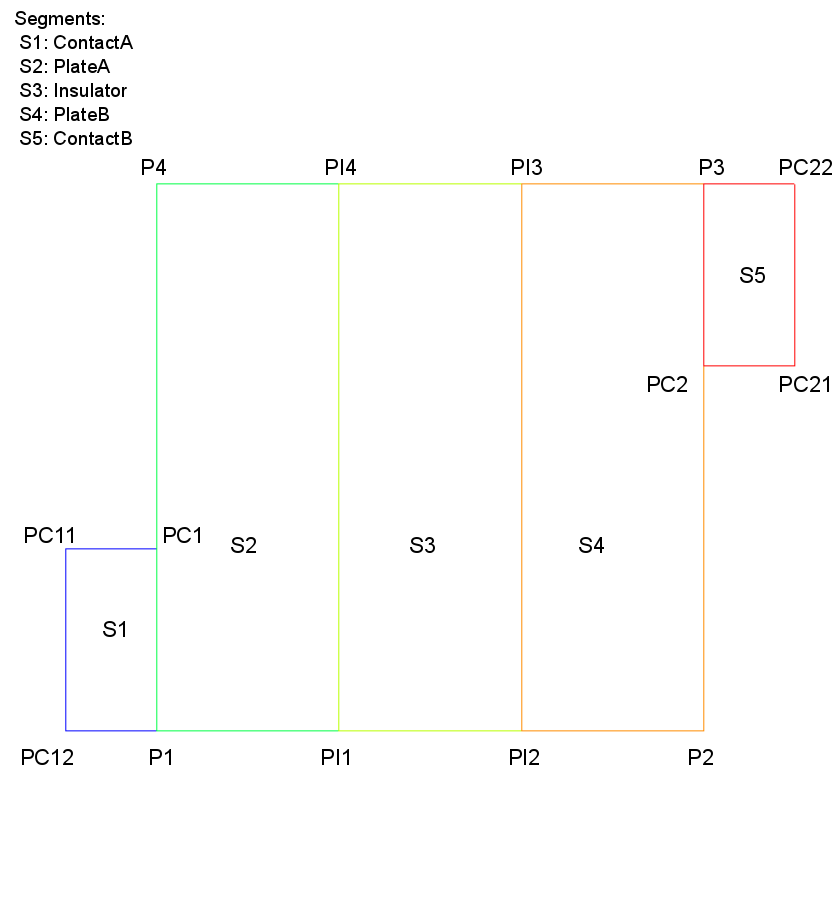 Segments:
S1: ContactA
S2: PlateA
S3: Insulator
S4: PlateB
S5: ContactB
P4 PI4 PI3 P3 PC22
S5
PC2 PC21
PC11 PC1 S2 S3 S4
S1
PC12 P1 PI1 PI2 P2